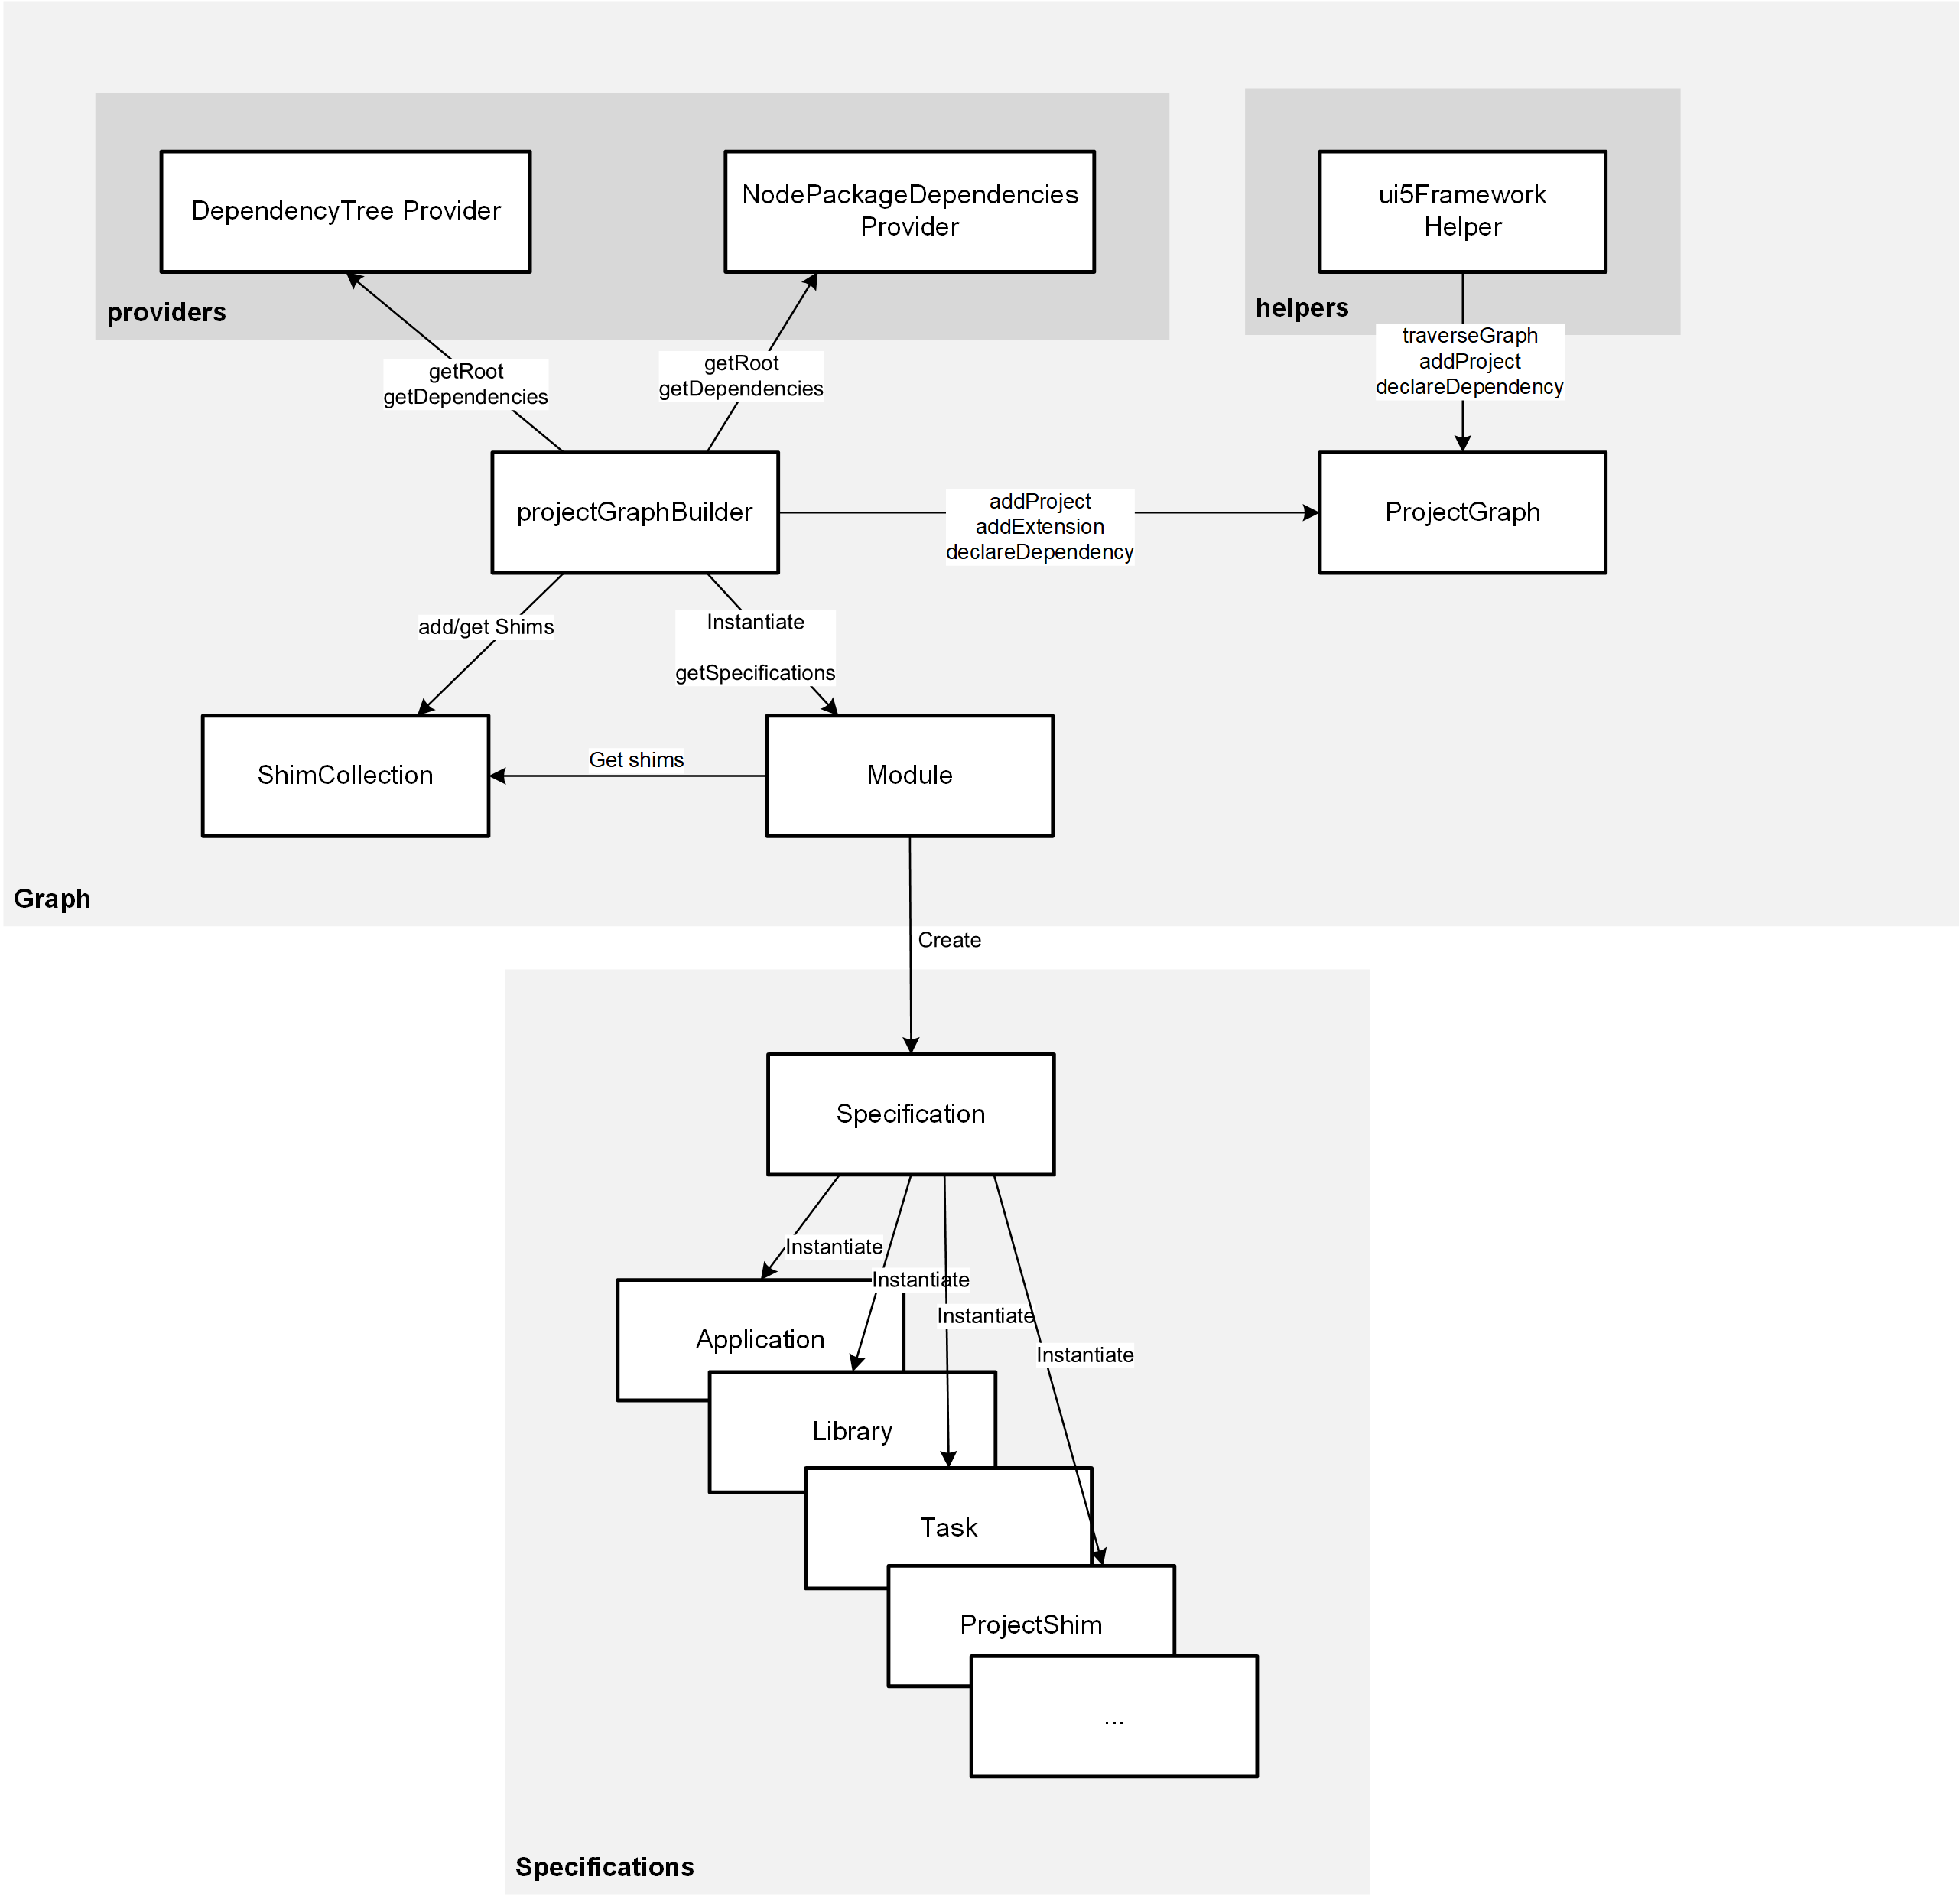 DependencyTree Provider
NodePackageDependencies
Provider
ui5Framework
Helper
providers
helpers
getRoot
getDependencies
getRoot
getDependencies
traverseGraph
addProject
declareDependency
projectGraphBuilder
addProject
addExtension
declareDependency
ProjectGraph
add/get Shims
Instantiate
getSpecifications
ShimCollection
Get shims
Module
Graph
Create
Specification
Instantiate
Instantiate
Instantiate
Instantiate
Application
Library
Task
ProjectShim
...
Specifications